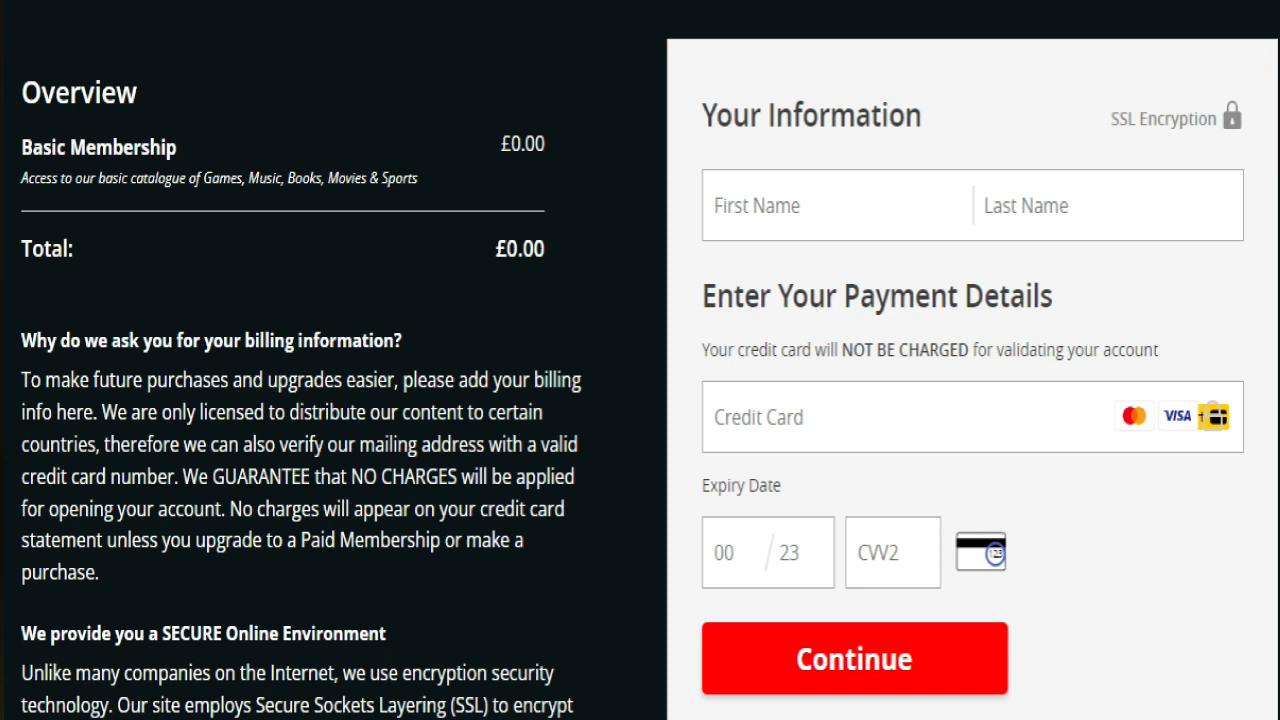 Overview
Basic Membership £0.00
Access to our basic catalogue of Games, Music, Books, Movies & Sports
Total: £0.00
Why do we ask you for your billing information?
To make future purchases and upgrades easier, please add your billing
info here. We are only licensed to distribute our content to certain
countries, therefore we can also verify our mailing address with a valid
credit card number. We GUARANTEE that NO CHARGES will be applied
for opening your account. No charges will appear on your credit card
statement unless you upgrade to a Paid Membership or make a
purchase.
We provide you a SECURE Online Environment
Unlike many companies on the Internet, we use encryption security
technology. Our site employs Secure Sockets Layering (SSL) to encrypt
Your Information SSL Encryption
First Name Last Name
Enter Your Payment Details
Your credit card will NOT BE CHARGED for validating your account
Credit Card VISA
Expiry Date
00 / 23 CVV2 123
Continue